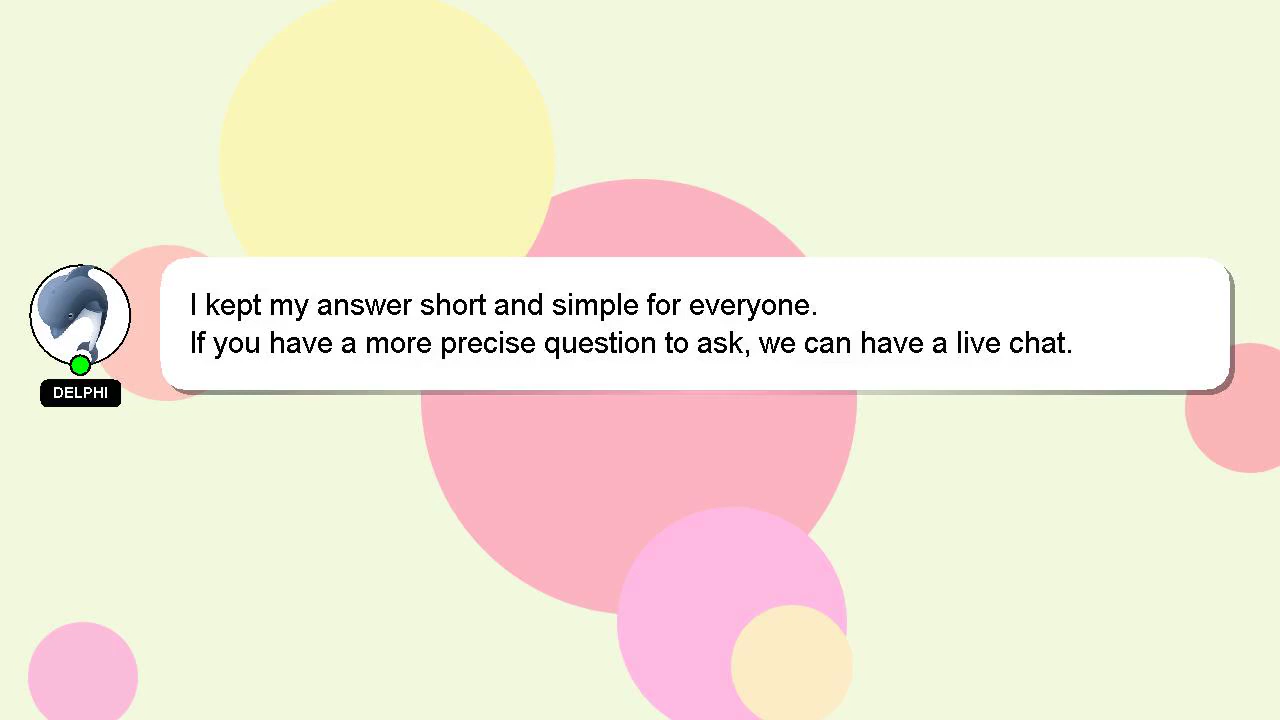 I kept my answer short and simple for everyone.
If you have a more precise question to ask, we can have a live chat.
DELPHI